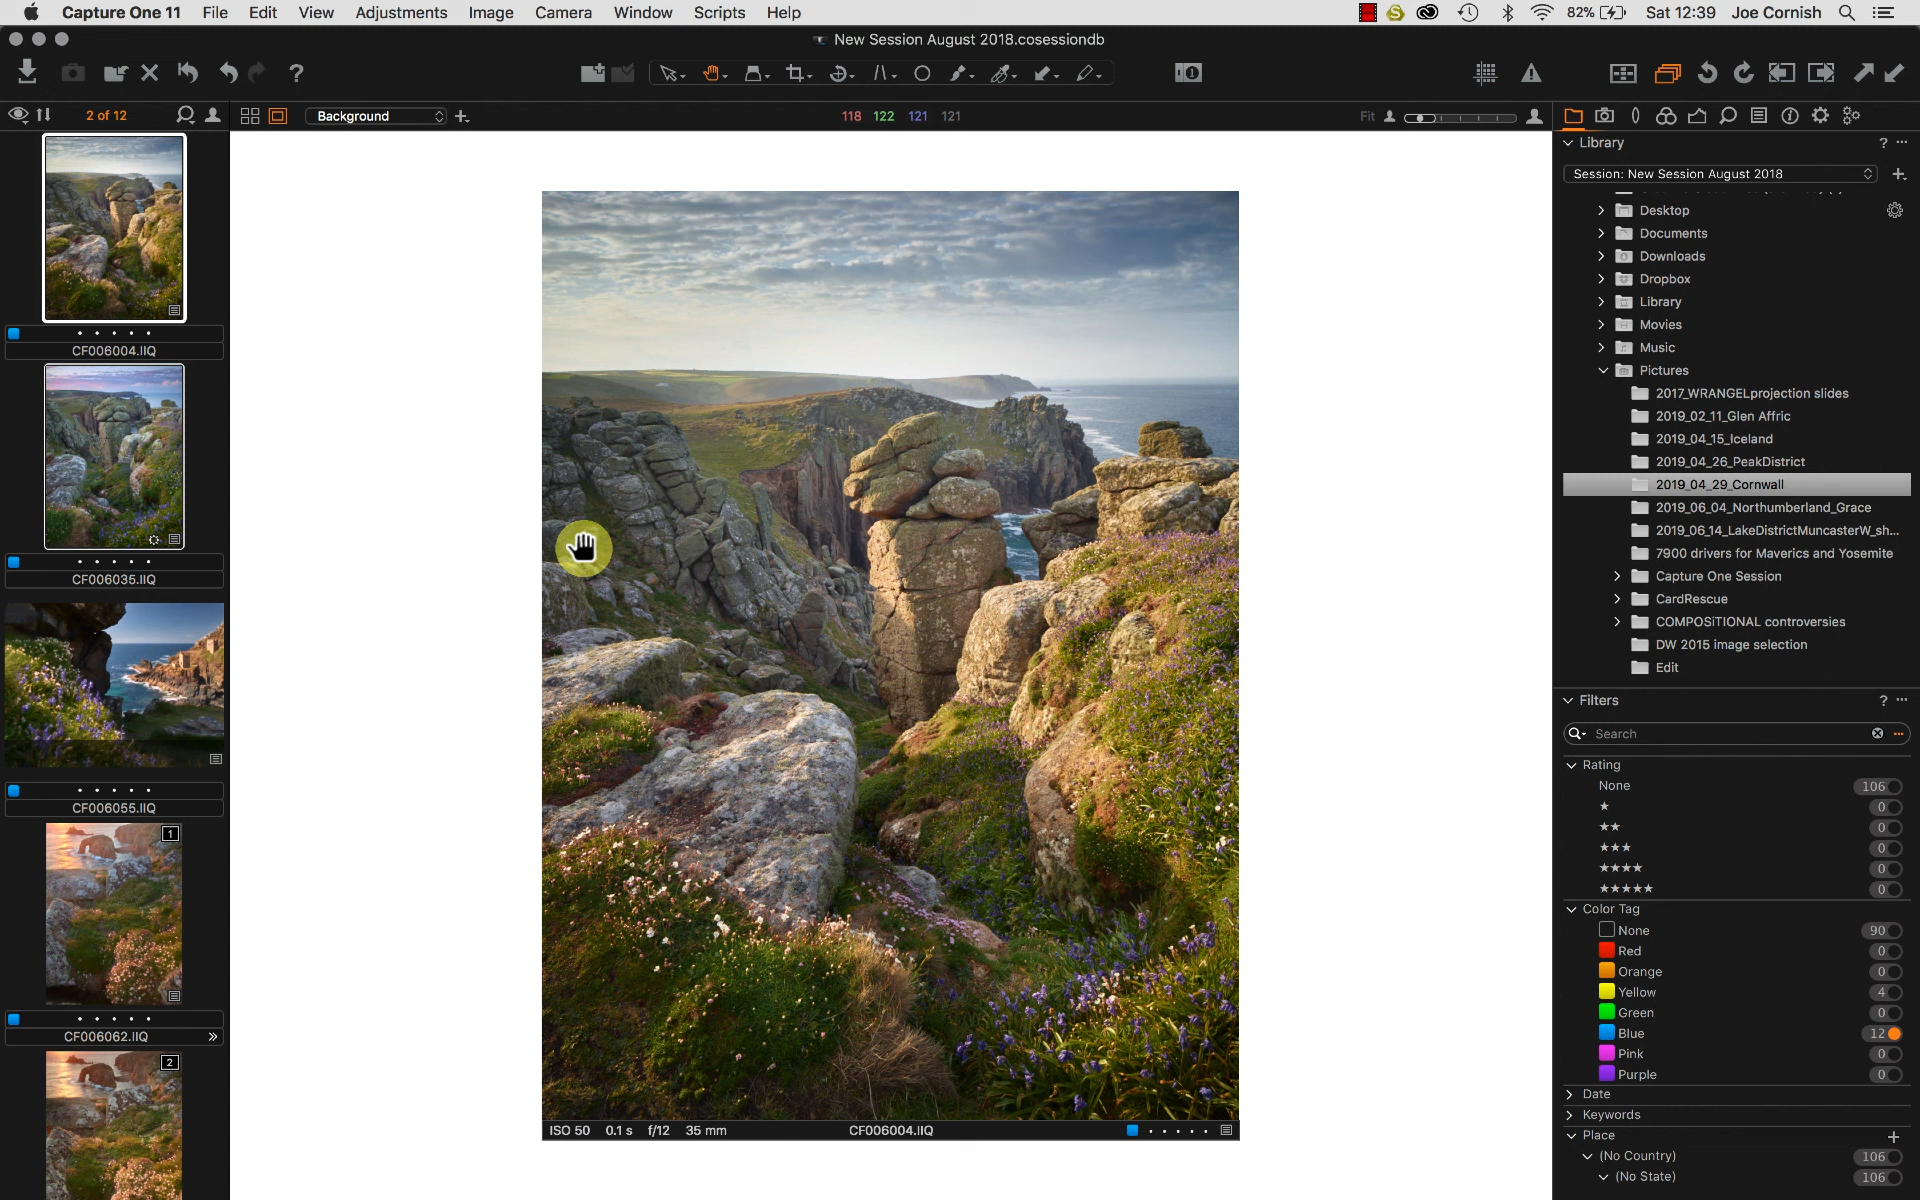 Capture One 11 File Edit View Adjustments Image Camera Window Scripts Help
82% Sat 12:39 Joe Cornish
New Session August 2018.cosessiondb
2 of 12
Background
118 122 121 121
Fit
CF006004.IIQ
CF006035.IIQ
CF006055.IIQ
1
CF006062.IIQ
2
ISO 50 0.1 s f/12 35 mm CF006004.IIQ
Library ?
Session: New Session August 2018
Desktop
Documents
Downloads
Dropbox
Library
Movies
Music
Pictures
2017_WRANGELprojection slides
2019_02_11_Glen Affric
2019_04_15_Iceland
2019_04_26_PeakDistrict
2019_04_29_Cornwall
2019_06_04_Northumberland_Grace
2019_06_14_LakeDistrictMuncasterW_sh...
7900 drivers for Maverics and Yosemite
Capture One Session
CardRescue
COMPOSiTIONAL controversies
DW 2015 image selection
Edit
Filters ?
Search
Rating
None 106
★ 0
★★ 0
★★★ 0
★★★★ 0
★★★★★ 0
Color Tag
None 90
Red 0
Orange 0
Yellow 4
Green 0
Blue 12
Pink 0
Purple 0
Date
Keywords
Place
(No Country) 106
(No State) 106